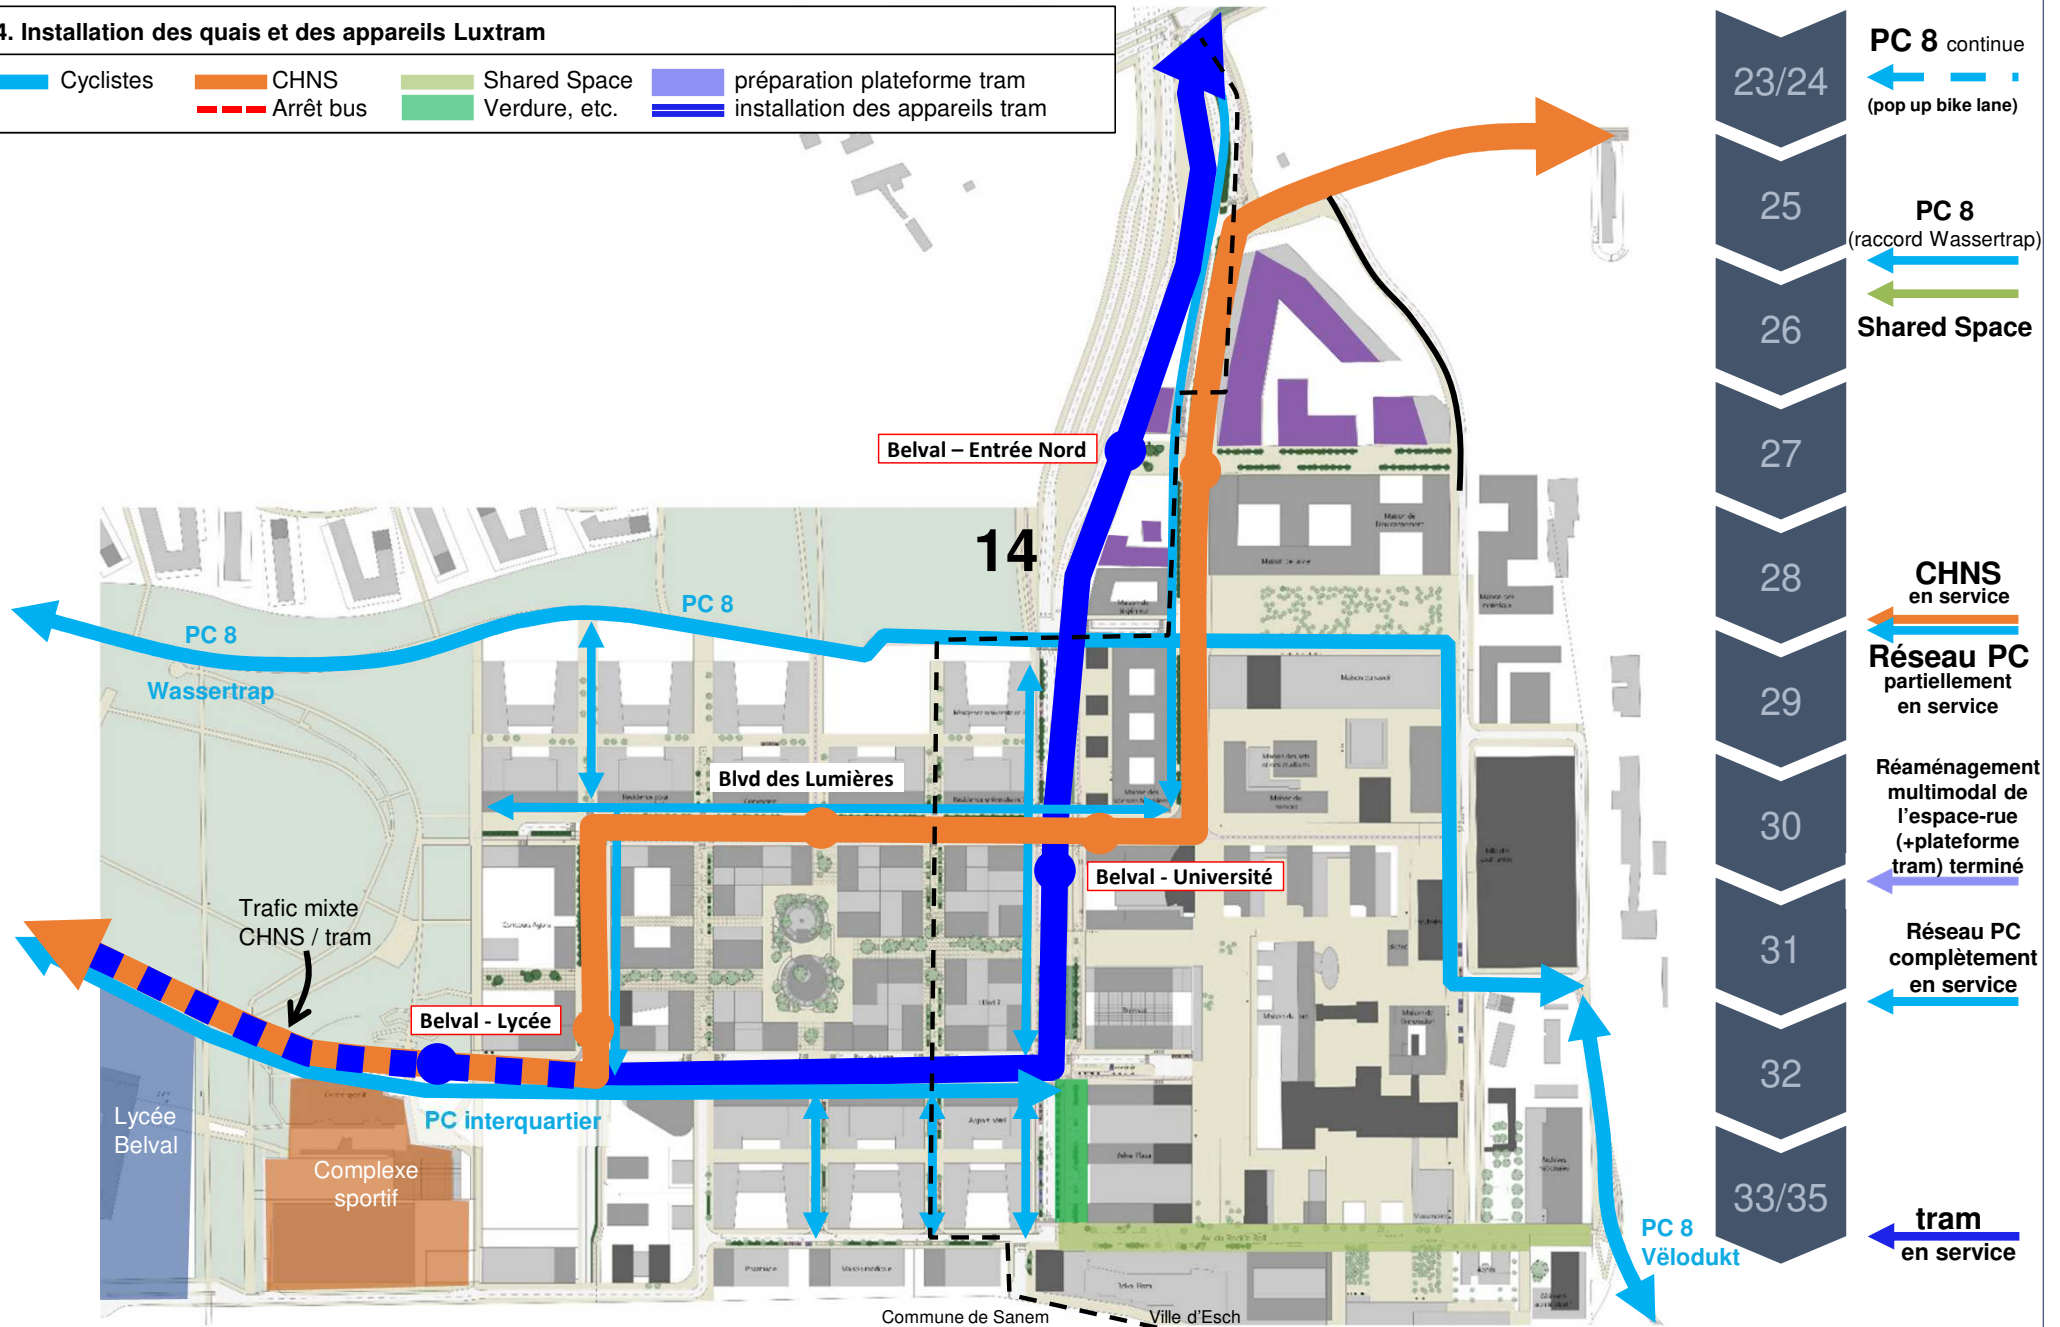 4. Installation des quais et des appareils Luxtram
Cyclistes
CHNS
Arrêt bus
Shared Space
Verdure, etc.
préparation plateforme tram
installation des appareils tram
Belval – Entrée Nord
14
PC 8
PC 8
Wassertrap
Blvd des Lumières
Belval - Université
Trafic mixte
CHNS / tram
Belval - Lycée
PC interquartier
Lycée
Belval
Complexe
sportif
Av. du Rock'n Roll
PC 8
Vëlodukt
Commune de Sanem
Ville d'Esch
23/24
25
26
27
28
29
30
31
32
33/35
PC 8 continue
(pop up bike lane)
PC 8
(raccord Wassertrap)
Shared Space
CHNS
en service
Réseau PC
partiellement
en service
Réaménagement
multimodal de
l'espace-rue
(+plateforme
tram) terminé
Réseau PC
complètement
en service
tram
en service